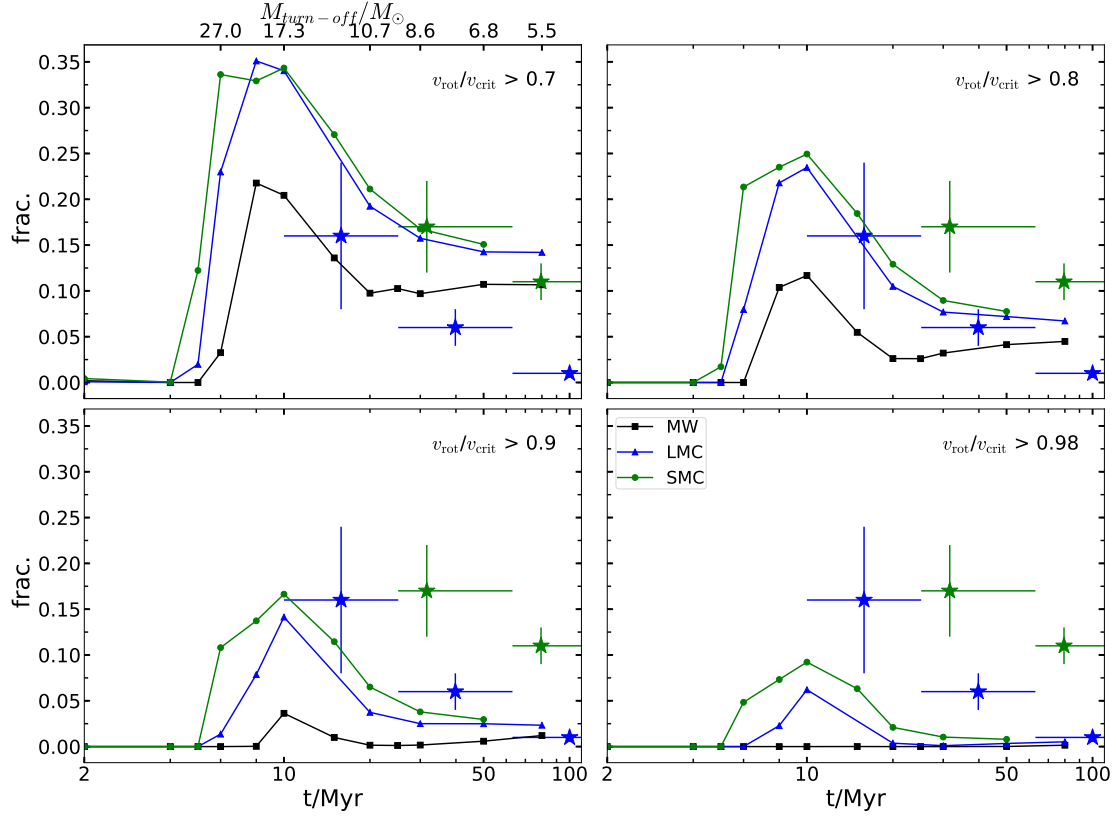 M_{turn-off}/M_⊙
27.0 17.3 10.7 8.6 6.8 5.5
frac.
0.35
0.30
0.25
0.20
0.15
0.10
0.05
0.00
v_rot/v_crit > 0.7
v_rot/v_crit > 0.8
frac.
0.35
0.30
0.25
0.20
0.15
0.10
0.05
0.00
v_rot/v_crit > 0.9
v_rot/v_crit > 0.98
MW
LMC
SMC
2 10 50 100
2 10 50 100
t/Myr
t/Myr